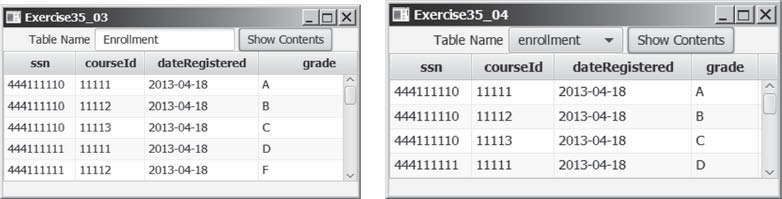 Exercise35_03
Table Name Enrollment Show Contents
ssn courseId dateRegistered grade
444111110 11111 2013-04-18 A
444111110 11112 2013-04-18 B
444111110 11113 2013-04-18 C
444111111 11111 2013-04-18 D
444111111 11112 2013-04-18 F
Exercise35_04
Table Name enrollment Show Contents
ssn courseId dateRegistered grade
444111110 11111 2013-04-18 A
444111110 11112 2013-04-18 B
444111110 11113 2013-04-18 C
444111111 11111 2013-04-18 D